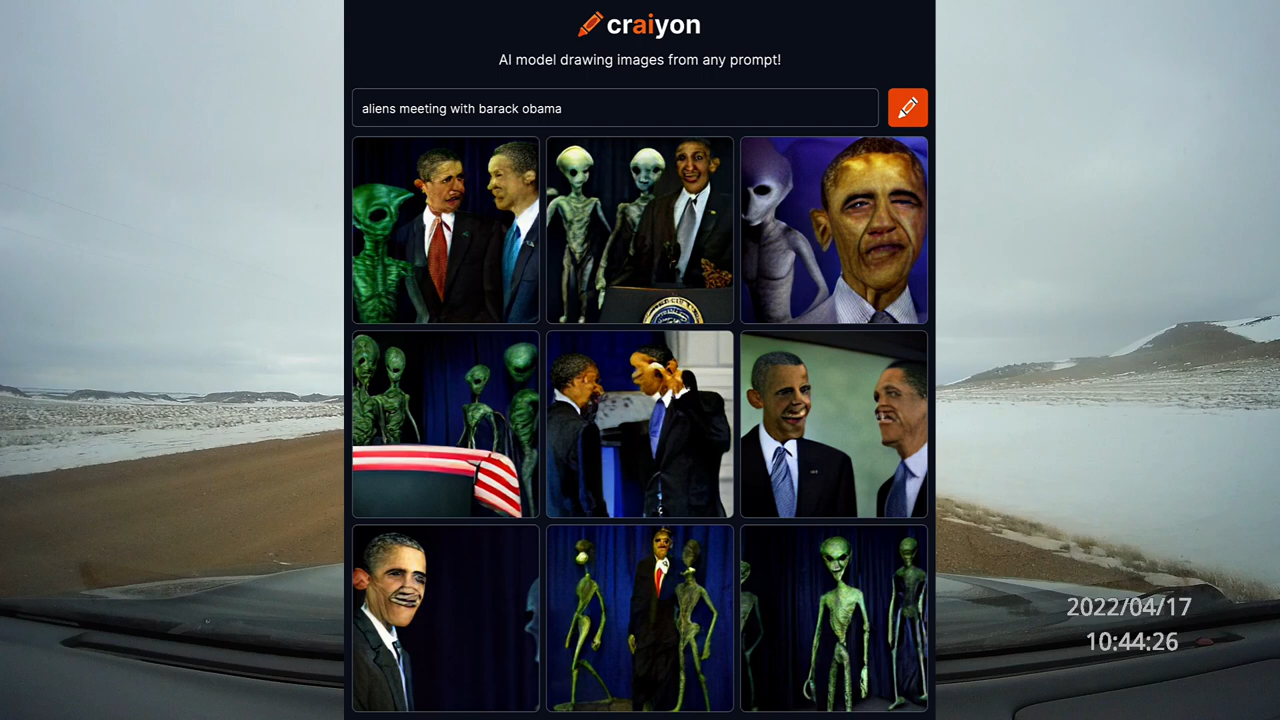 craiyon
AI model drawing images from any prompt!
aliens meeting with barack obama
2022/04/17
10:44:26